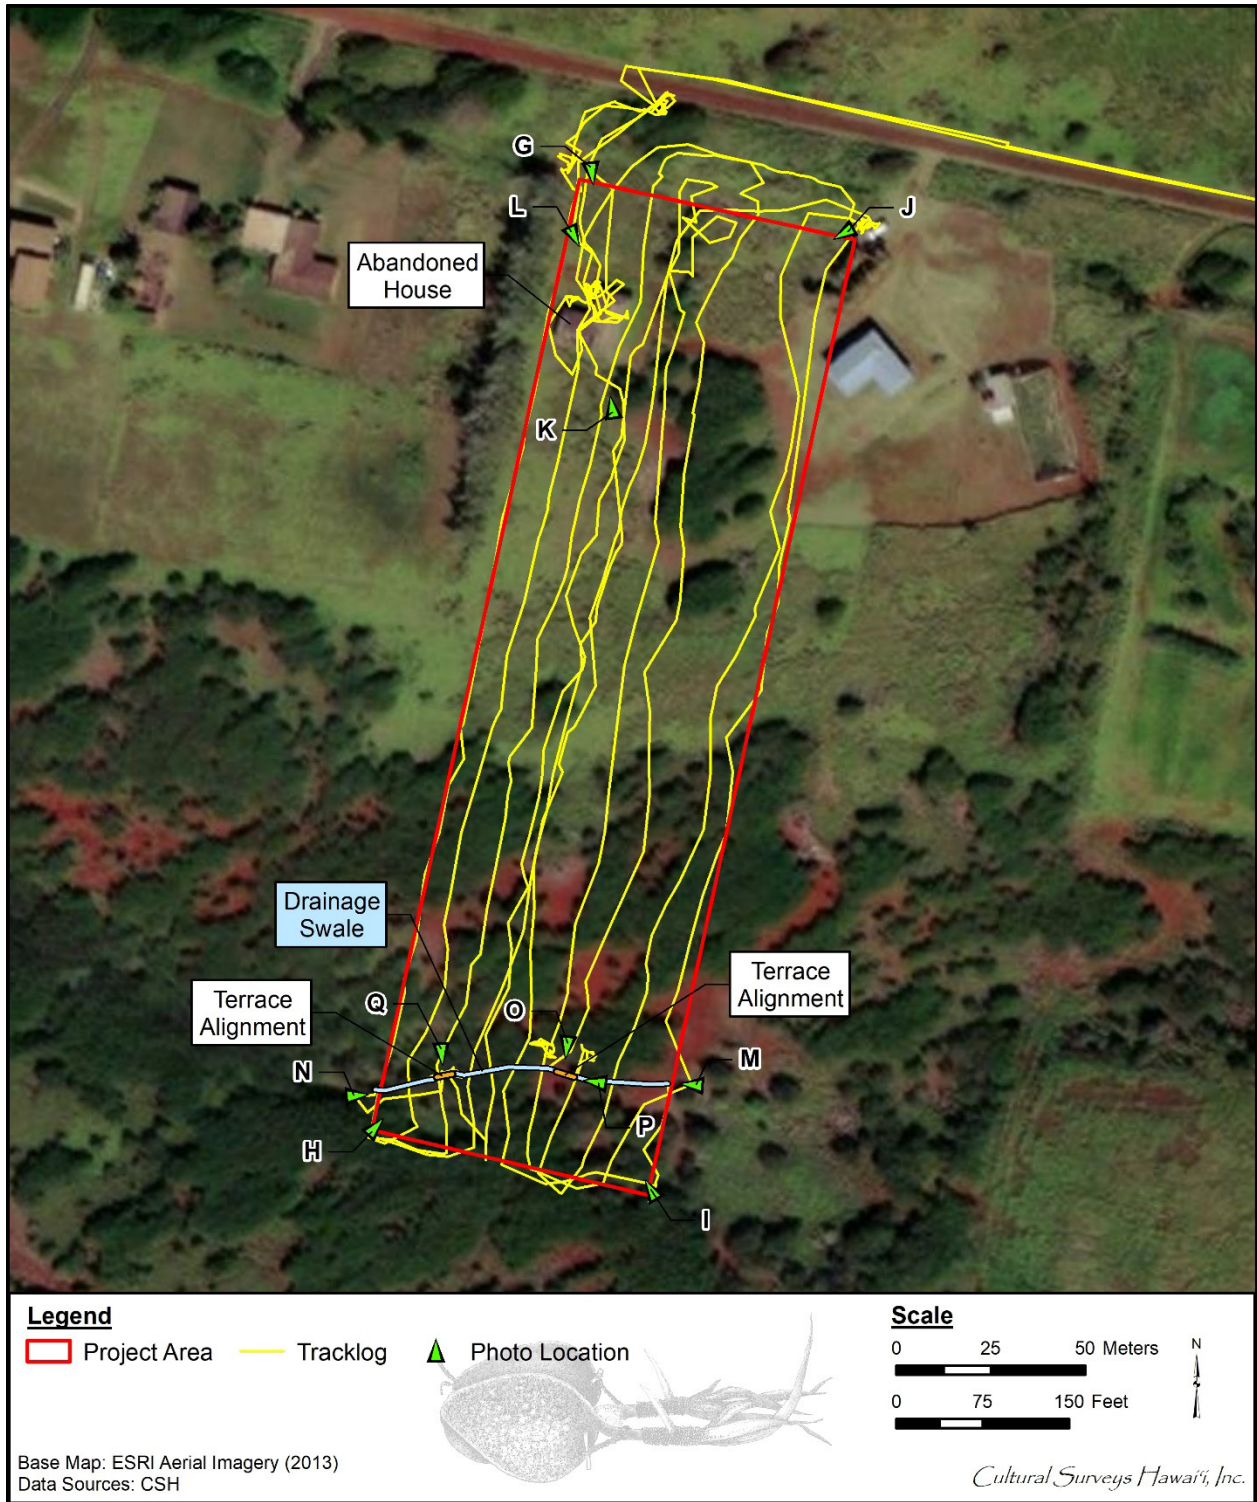 G
L
J
Abandoned
House
K
Drainage
Swale
Terrace
Alignment
Q
O
Terrace
Alignment
N
M
P
H
I
Legend
Project Area
Tracklog
Photo Location
Scale
0 25 50 Meters
0 75 150 Feet
N
Base Map: ESRI Aerial Imagery (2013)
Data Sources: CSH
Cultural Surveys Hawaiʻi, Inc.